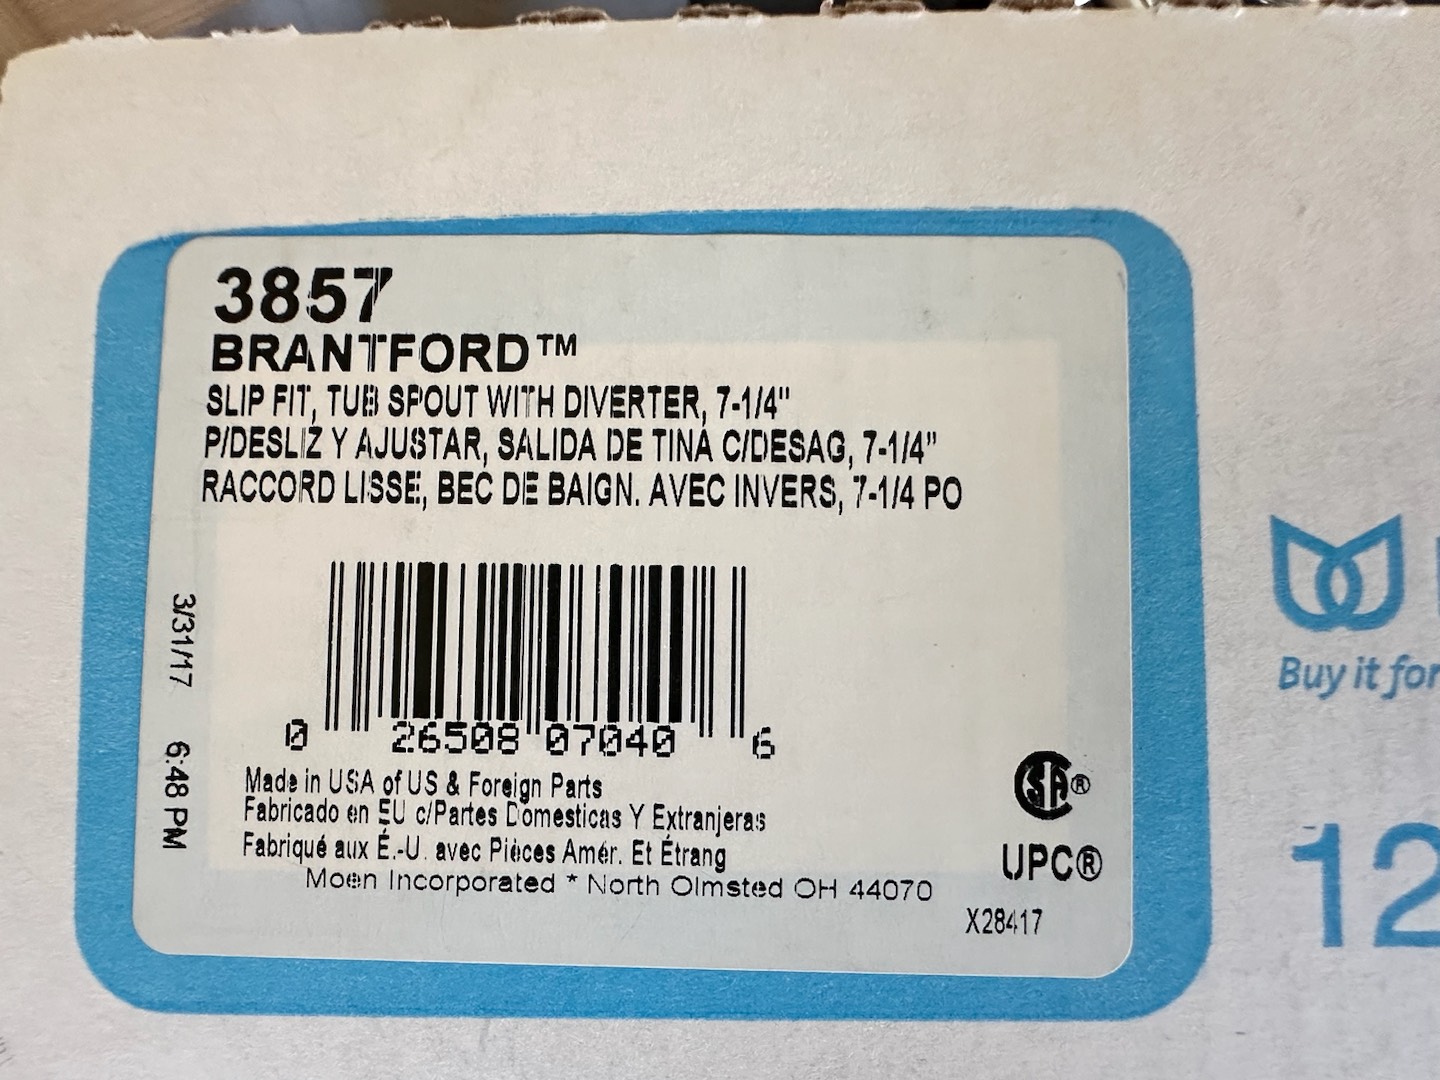 3857
BRANTFORD™
SLIP FIT, TUB SPOUT WITH DIVERTER, 7-1/4"
P/DESLIZ Y AJUSTAR, SALIDA DE TINA C/DESAG, 7-1/4"
RACCORD LISSE, BEC DE BAIGN. AVEC INVERS, 7-1/4 PO
3/31/17 6:48 PM
0 26508 07040 6
Made in USA of US & Foreign Parts
Fabricado en EU c/Partes Domesticas Y Extranjeras
Fabriqué aux É.-U. avec Pièces Amér. Et Étrang
Moen Incorporated * North Olmsted OH 44070
SA®
UPC®
X28417
Buy it for
12